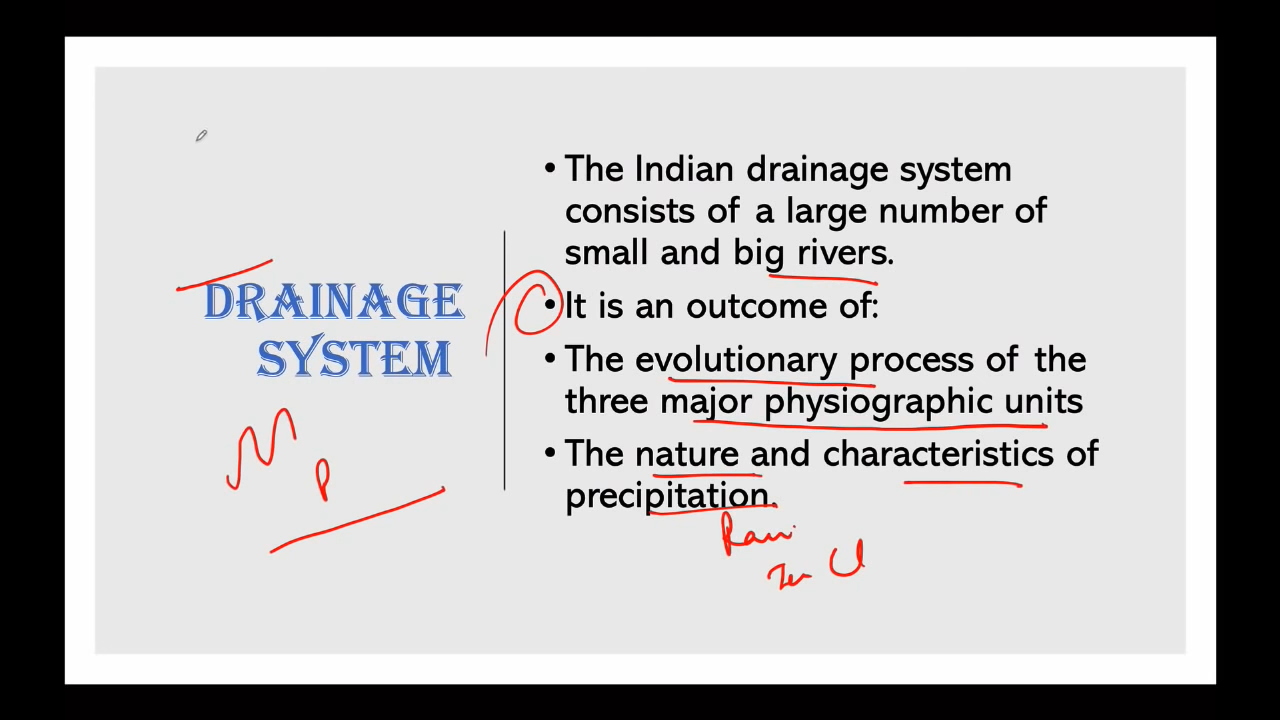 DRAINAGE
SYSTEM
• The Indian drainage system
consists of a large number of
small and big rivers.
• It is an outcome of:
• The evolutionary process of the
three major physiographic units
• The nature and characteristics of
precipitation.
P